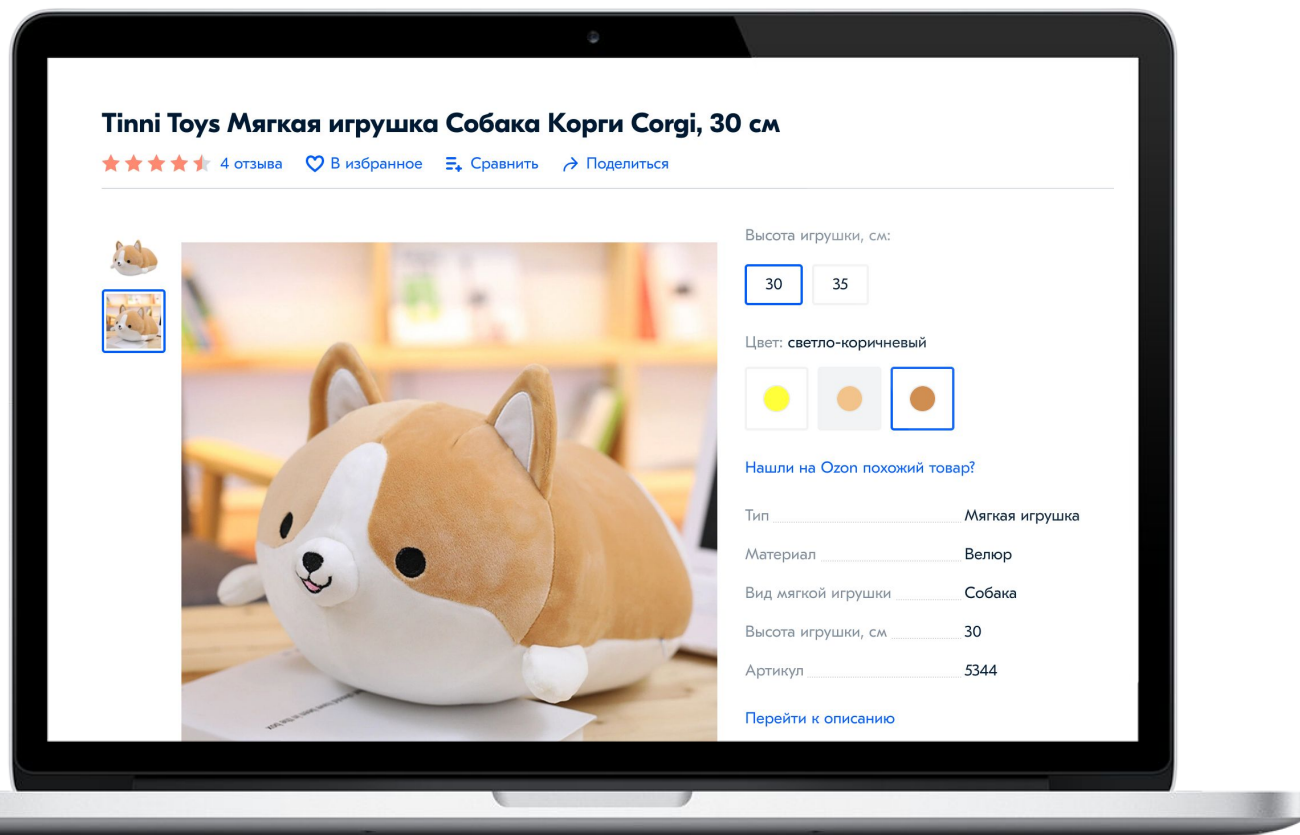 Tinni Toys Мягкая игрушка Собака Корги Corgi, 30 см
4 отзыва В избранное Сравнить Поделиться
Высота игрушки, см:
30 35
Цвет: светло-коричневый
Нашли на Ozon похожий товар?
Тип Мягкая игрушка
Материал Велюр
Вид мягкой игрушки Собака
Высота игрушки, см 30
Артикул 5344
Перейти к описанию